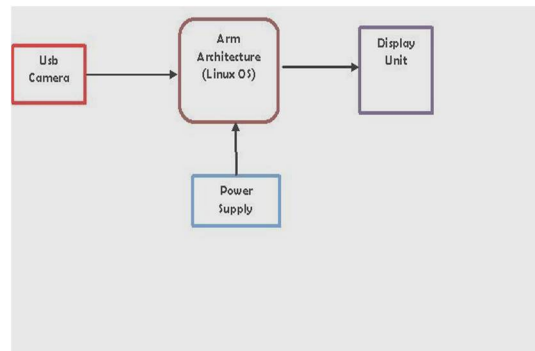 Usb
Camera
Arm
Architecture
(Linux OS)
Display
Unit
Power
Supply